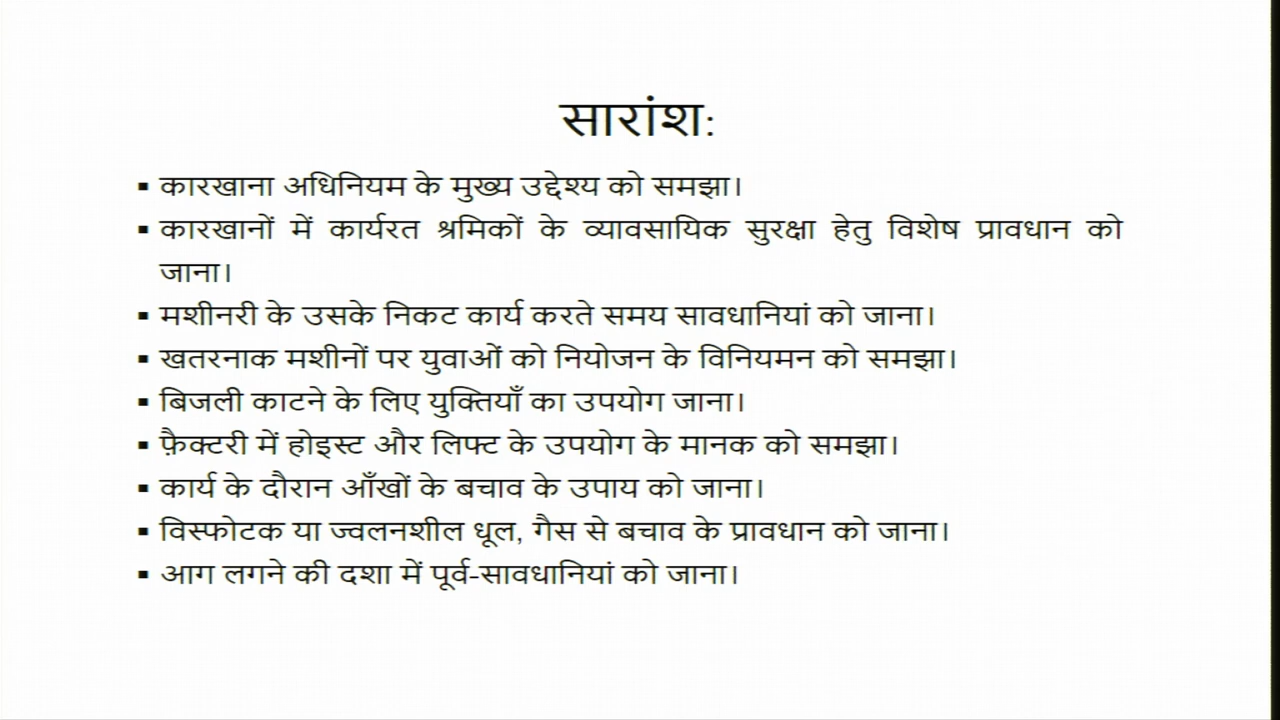 सारांश:
▪ कारखाना अधिनियम के मुख्य उद्देश्य को समझा।
▪ कारखानों में कार्यरत श्रमिकों के व्यावसायिक सुरक्षा हेतु विशेष प्रावधान को
जाना।
▪ मशीनरी के उसके निकट कार्य करते समय सावधानियां को जाना।
▪ खतरनाक मशीनों पर युवाओं को नियोजन के विनियमन को समझा।
▪ बिजली काटने के लिए युक्तियाँ का उपयोग जाना।
▪ फ़ैक्टरी में होइस्ट और लिफ्ट के उपयोग के मानक को समझा।
▪ कार्य के दौरान आँखों के बचाव के उपाय को जाना।
▪ विस्फोटक या ज्वलनशील धूल, गैस से बचाव के प्रावधान को जाना।
▪ आग लगने की दशा में पूर्व-सावधानियां को जाना।